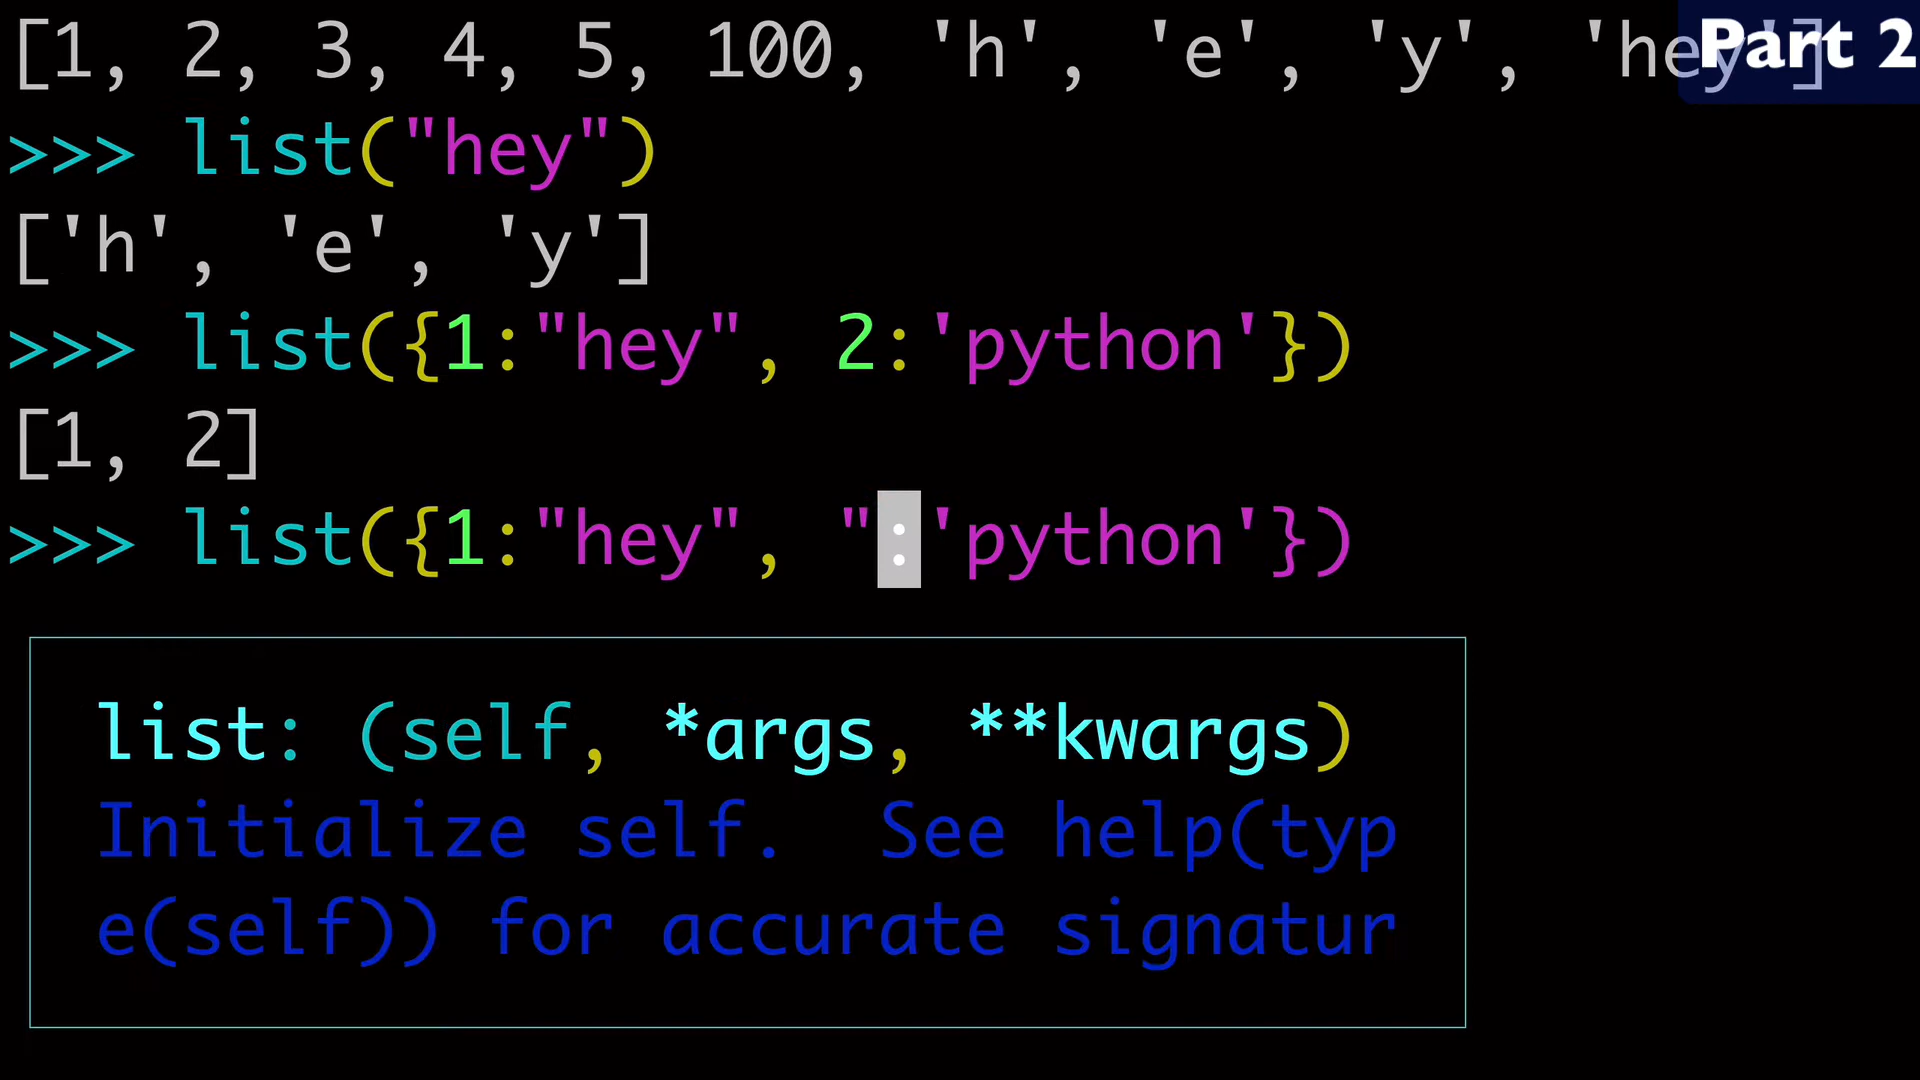 [1, 2, 3, 4, 5, 100, 'h', 'e', 'y', 'hey']
Part 2
>>> list("hey")
['h', 'e', 'y']
>>> list({1:"hey", 2:'python'})
[1, 2]
>>> list({1:"hey", ":'python'})
list: (self, *args, **kwargs)
Initialize self.  See help(typ
e(self)) for accurate signatur